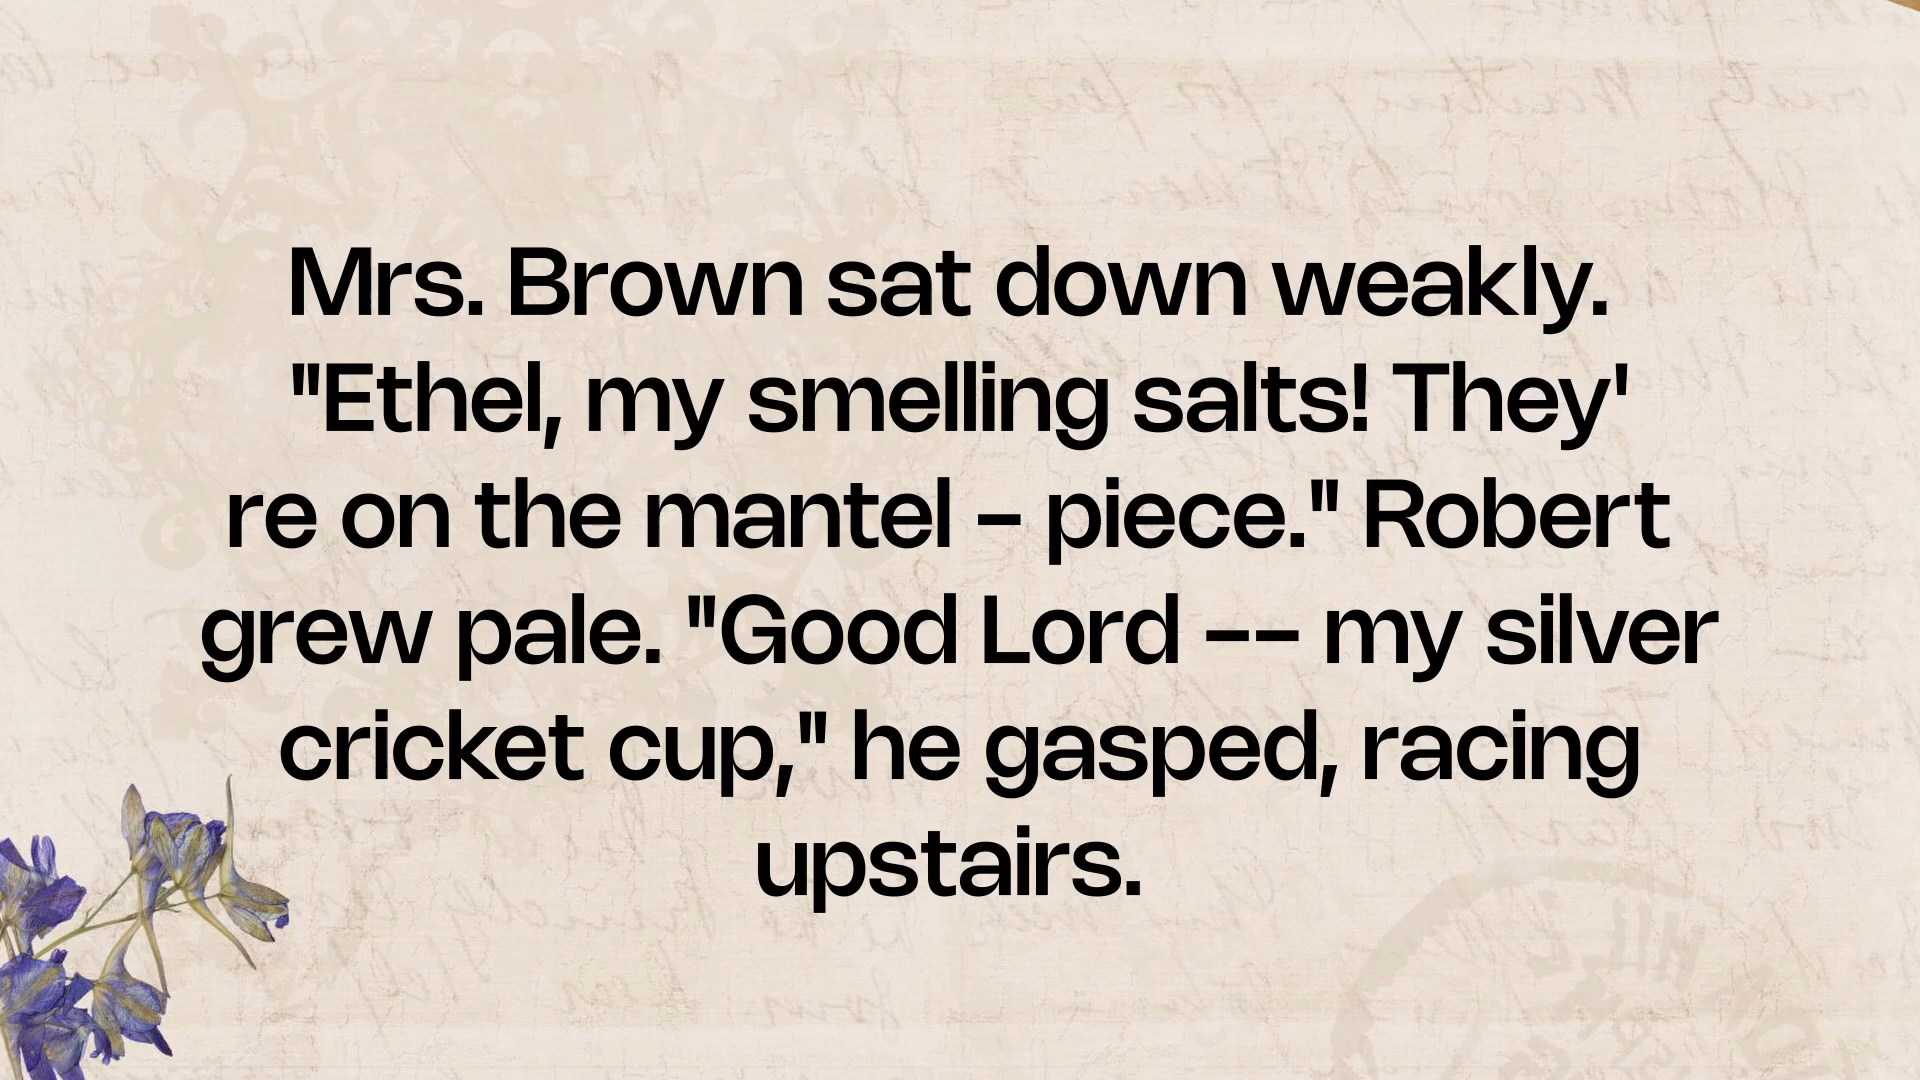 Mrs. Brown sat down weakly.
"Ethel, my smelling salts! They'
re on the mantel - piece." Robert
grew pale. "Good Lord -- my silver
cricket cup," he gasped, racing
upstairs.